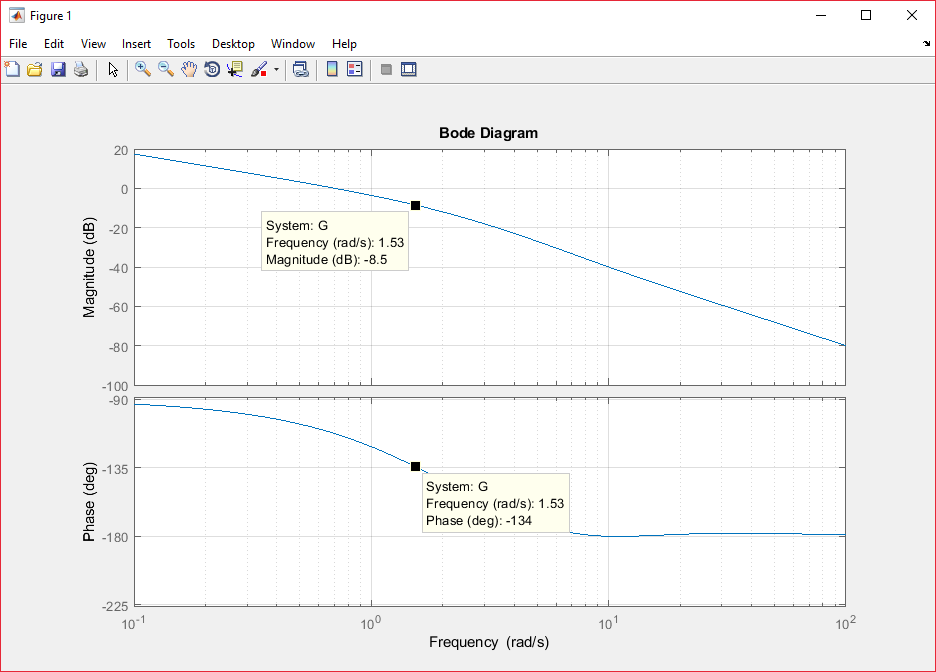 Figure 1
File Edit View Insert Tools Desktop Window Help
Bode Diagram
20
0
-20
-40
-60
-80
-100
Magnitude (dB)
System: G
Frequency (rad/s): 1.53
Magnitude (dB): -8.5
-90
-135
-180
-225
Phase (deg)
System: G
Frequency (rad/s): 1.53
Phase (deg): -134
10^-1 10^0 10^1 10^2
Frequency (rad/s)